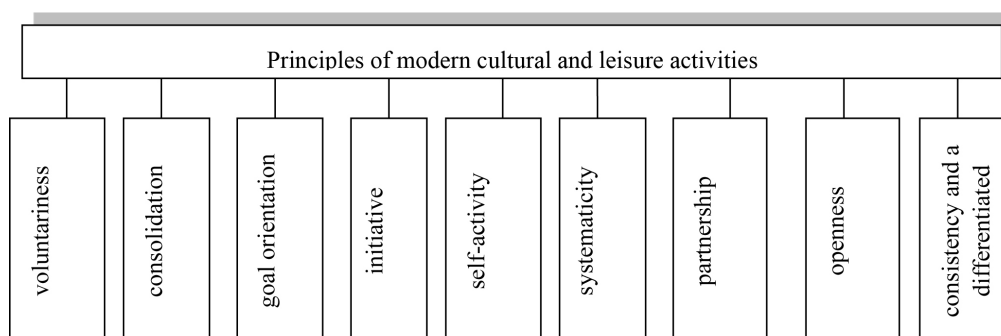 Principles of modern cultural and leisure activities
voluntariness
consolidation
goal orientation
initiative
self-activity
systematicity
partnership
openness
consistency and a
differentiated